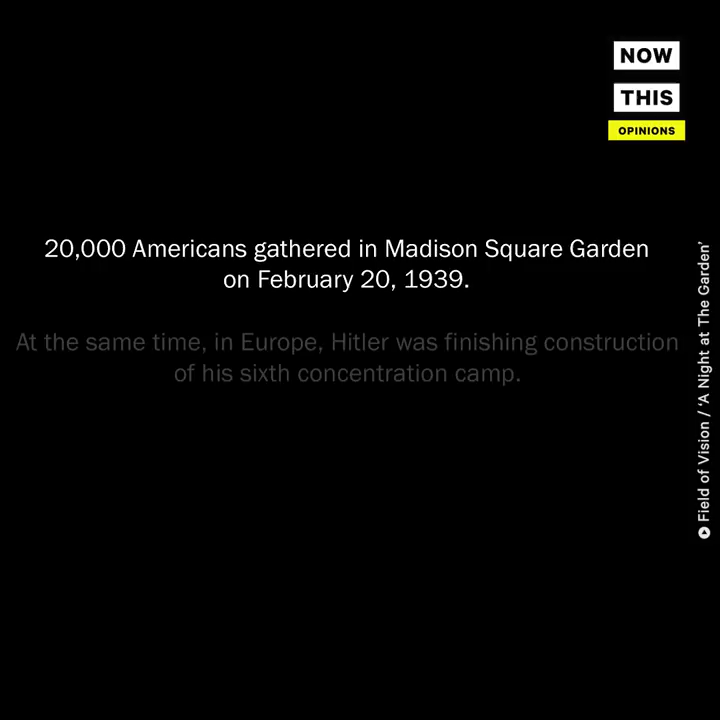 NOW
THIS
OPINIONS
20,000 Americans gathered in Madison Square Garden
on February 20, 1939.
At the same time, in Europe, Hitler was finishing construction
of his sixth concentration camp.
Field of Vision / 'A Night at The Garden'